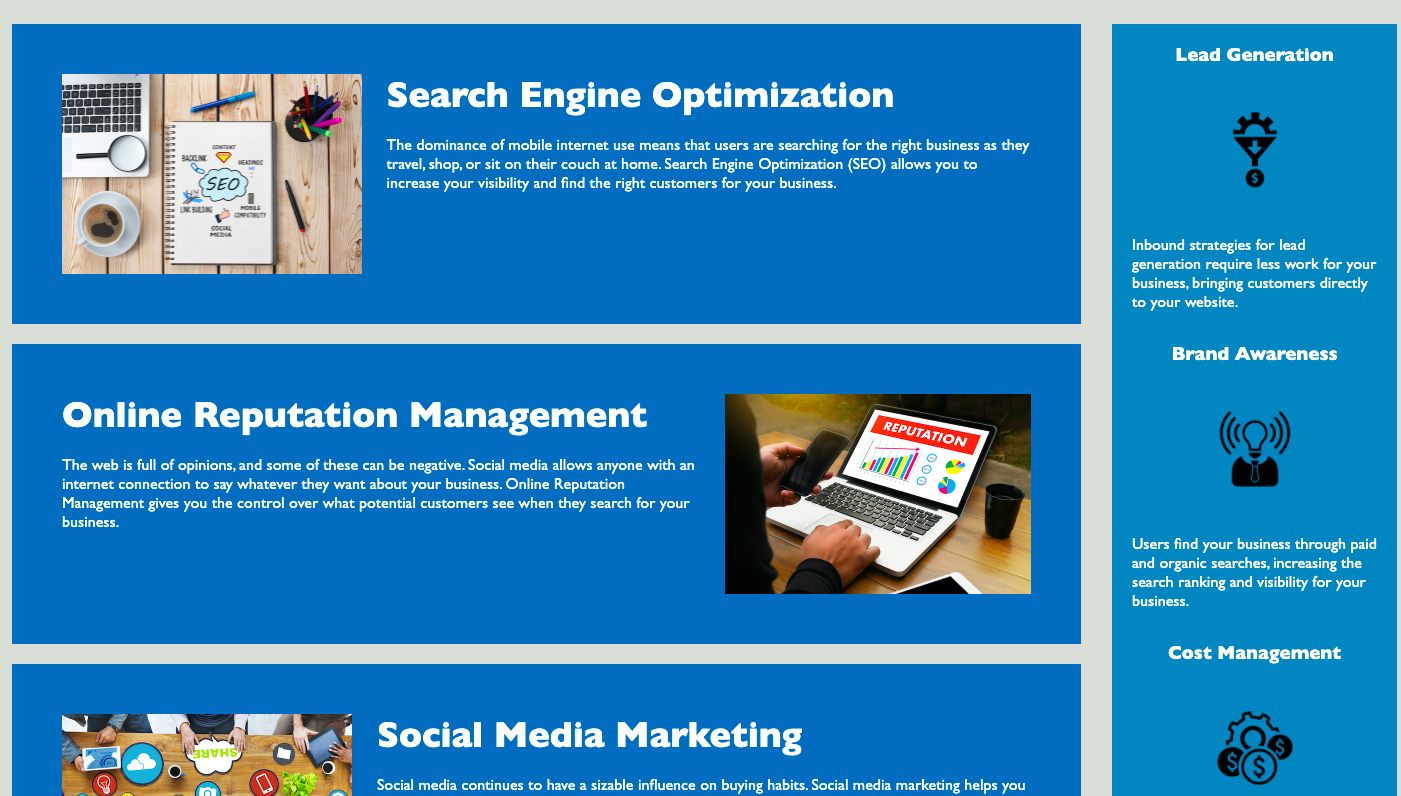 Search Engine Optimization
The dominance of mobile internet use means that users are searching for the right business as they
travel, shop, or sit on their couch at home. Search Engine Optimization (SEO) allows you to
increase your visibility and find the right customers for your business.
CONTENT
BACKLINK
HEADINGS
SEO
LINK BUILDING
MOBILE
COMPATIBILITY
SOCIAL
MEDIA
Online Reputation Management
The web is full of opinions, and some of these can be negative. Social media allows anyone with an
internet connection to say whatever they want about your business. Online Reputation
Management gives you the control over what potential customers see when they search for your
business.
REPUTATION
Social Media Marketing
Social media continues to have a sizable influence on buying habits. Social media marketing helps you
SHARE
Lead Generation
$
Inbound strategies for lead
generation require less work for your
business, bringing customers directly
to your website.
Brand Awareness
Users find your business through paid
and organic searches, increasing the
search ranking and visibility for your
business.
Cost Management
$ $ $